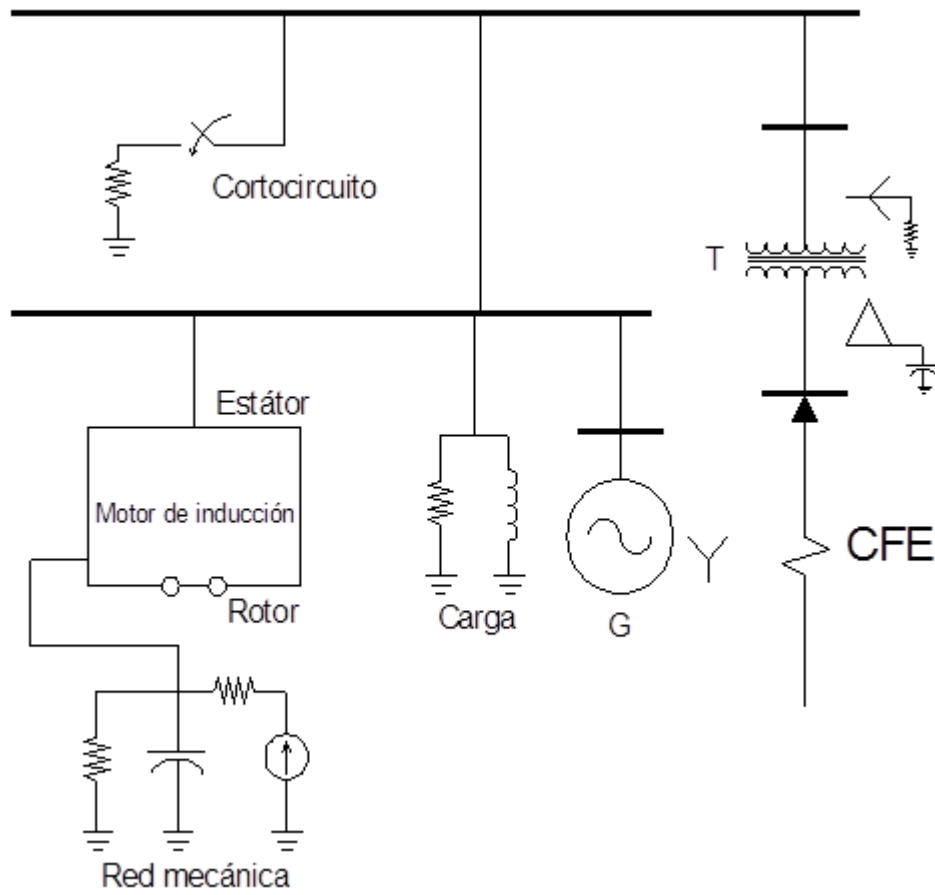 Cortocircuito
T
Estátor
Motor de inducción
CFE
Rotor
Carga
G
Red mecánica